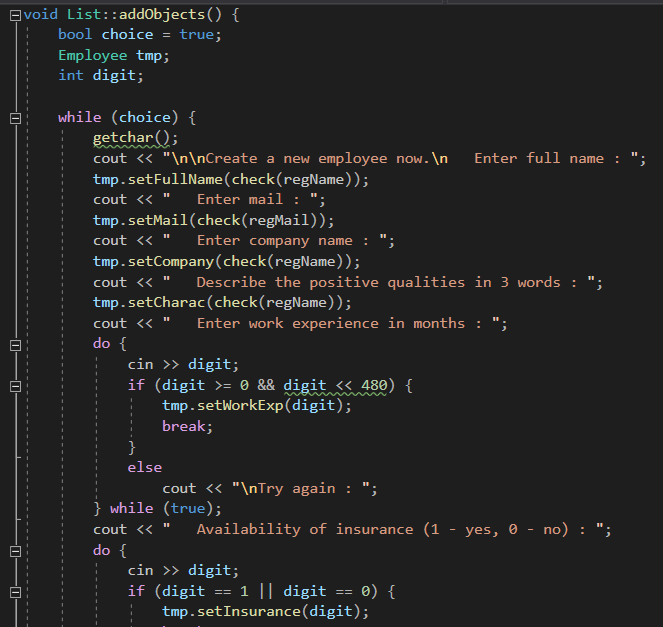 void List::addObjects() {
    bool choice = true;
    Employee tmp;
    int digit;

    while (choice) {
        getchar();
        cout << "\n\nCreate a new employee now.\n   Enter full name : ";
        tmp.setFullName(check(regName));
        cout << "   Enter mail : ";
        tmp.setMail(check(regMail));
        cout << "   Enter company name : ";
        tmp.setCompany(check(regName));
        cout << "   Describe the positive qualities in 3 words : ";
        tmp.setCharac(check(regName));
        cout << "   Enter work experience in months : ";
        do {
            cin >> digit;
            if (digit >= 0 && digit << 480) {
                tmp.setWorkExp(digit);
                break;
            }
            else
                cout << "\nTry again : ";
        } while (true);
        cout << "   Availability of insurance (1 - yes, 0 - no) : ";
        do {
            cin >> digit;
            if (digit == 1 || digit == 0) {
                tmp.setInsurance(digit);